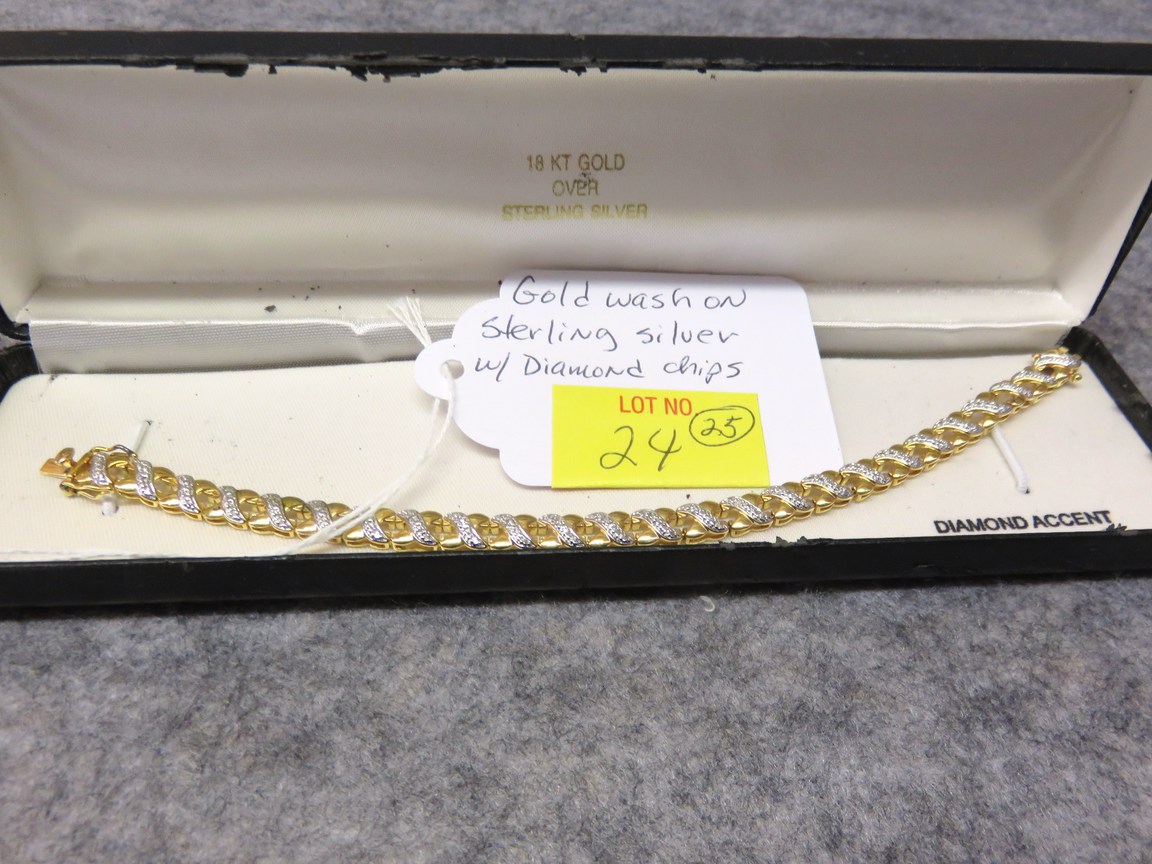 18 KT GOLD
OVER
STERLING SILVER
Gold wash on
Sterling silver
w/ Diamond chips
LOT NO.
24 25
DIAMOND ACCENT